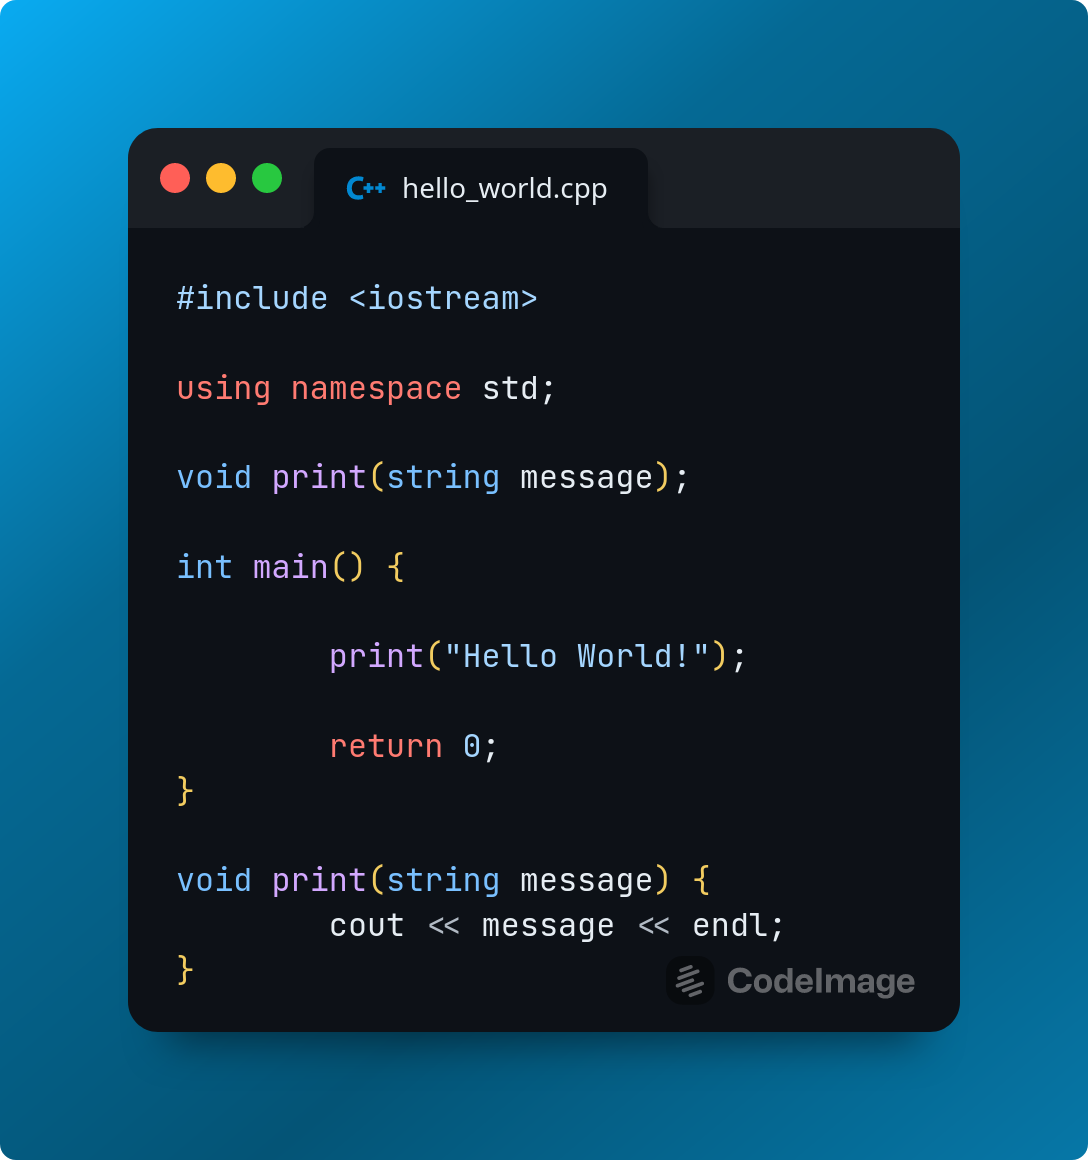 C++ hello_world.cpp
#include <iostream>
using namespace std;
void print(string message);
int main() {
        print("Hello World!");
        return 0;
}
void print(string message) {
        cout << message << endl;
}
CodeImage